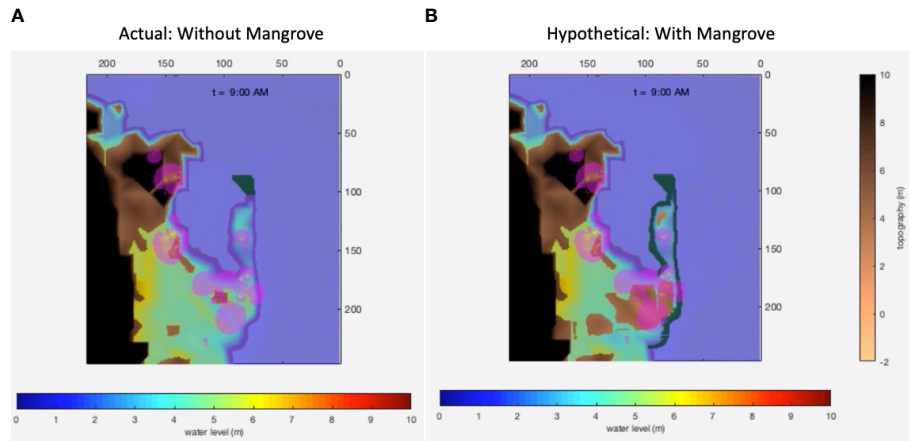 A
Actual: Without Mangrove
200 150 100 50 0
t = 9:00 AM
0
50
100
150
200
0 1 2 3 4 5 6 7 8 9 10
water level (m)
B
Hypothetical: With Mangrove
200 150 100 50 0
t = 9:00 AM
0
50
100
150
200
0 1 2 3 4 5 6 7 8 9 10
water level (m)
10
8
6
4
2
0
-2
topography (m)